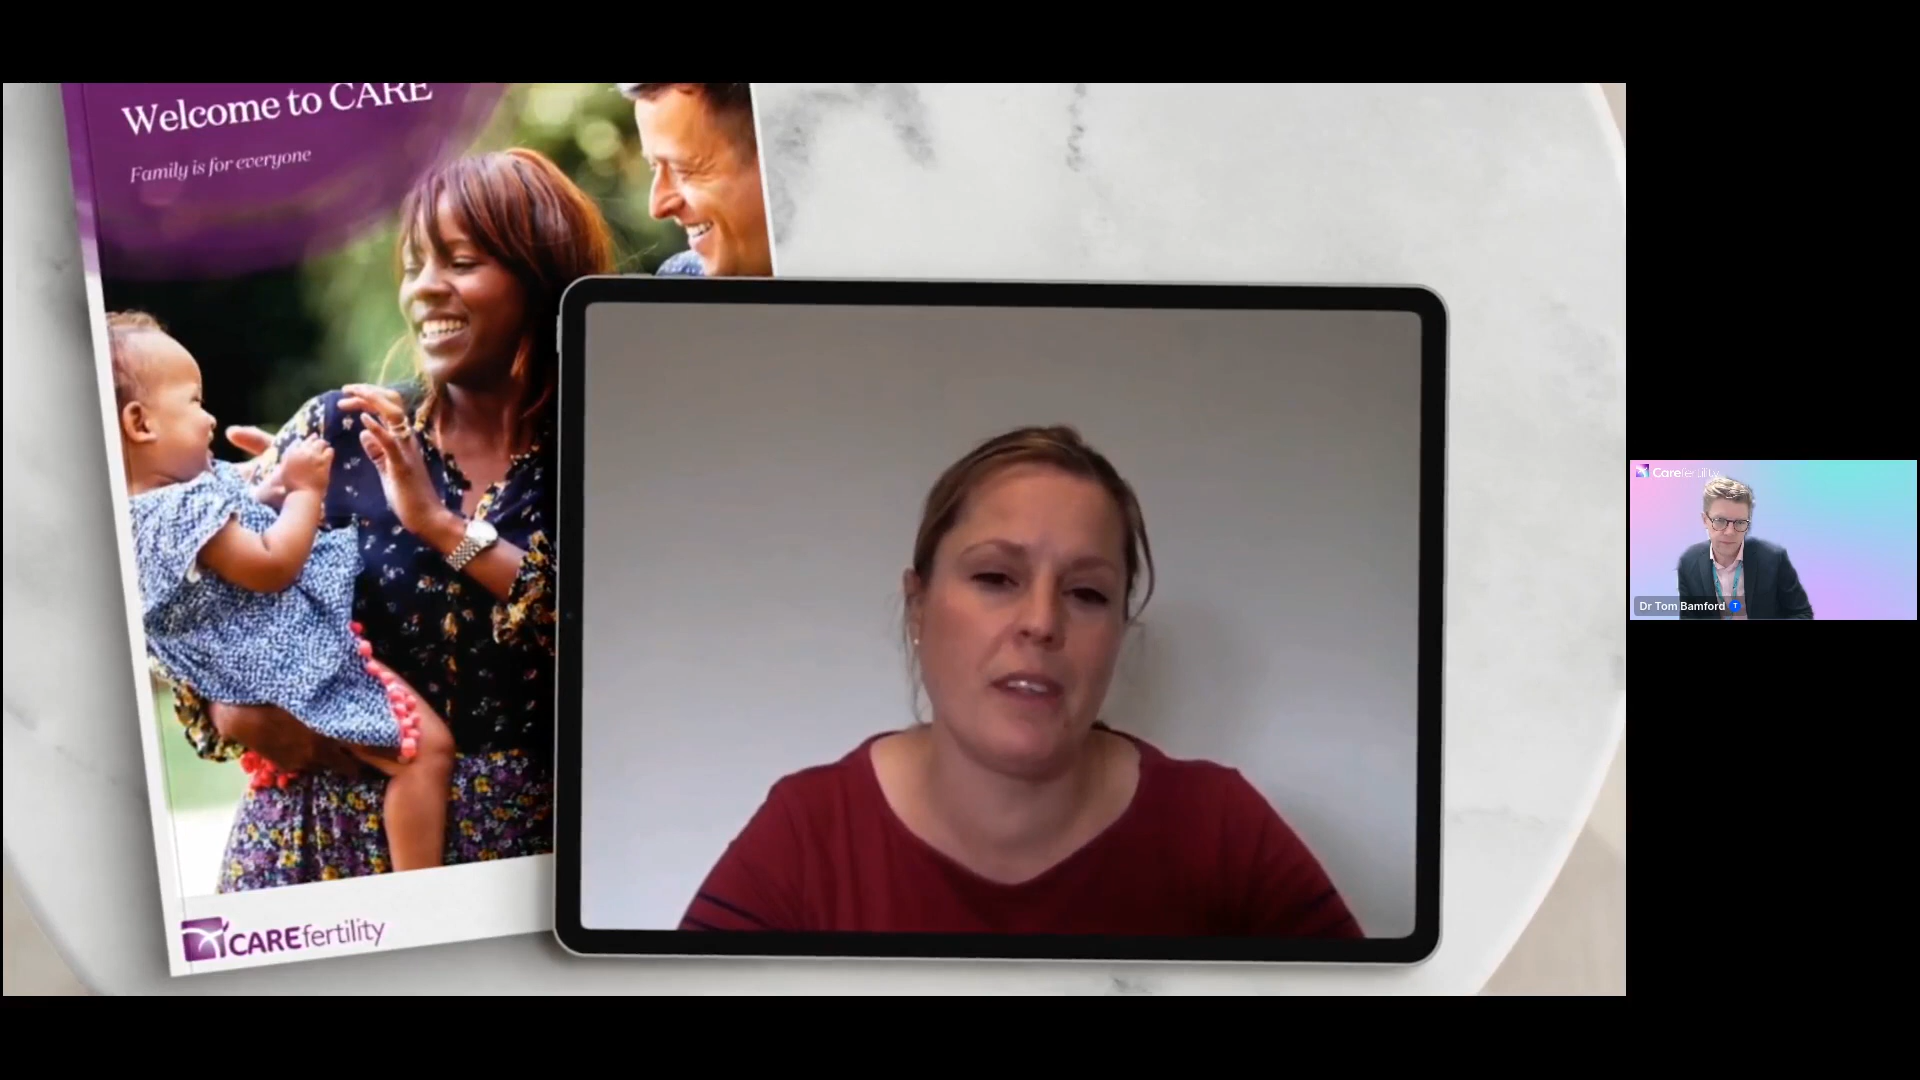 Welcome to CARE
Family is for everyone
CAREfertility
Carefertility
Dr Tom Bamford
T